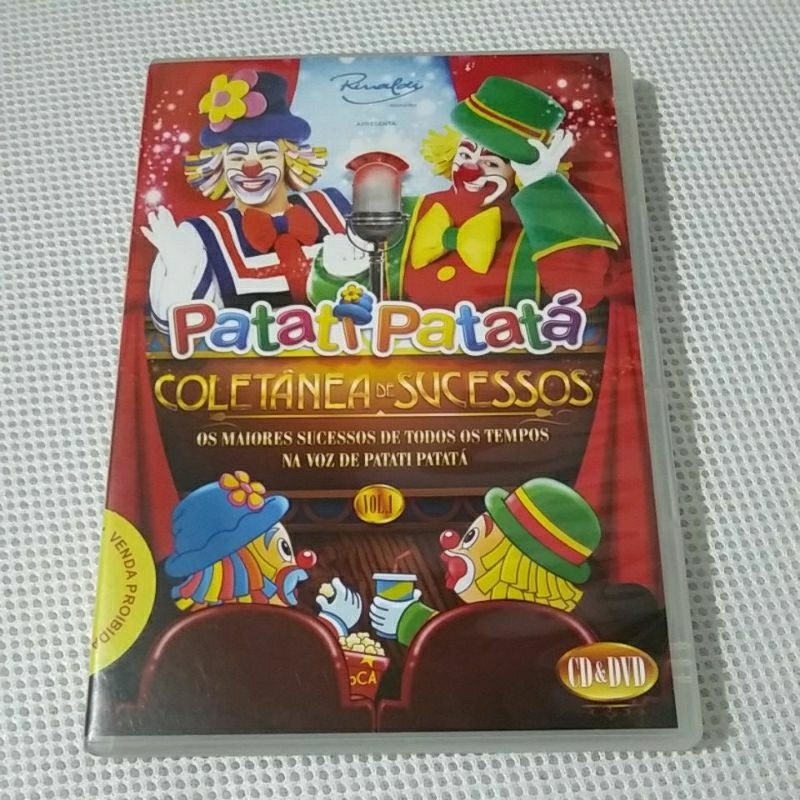 Rinaldi
APRESENTA
Patati Patatá
COLETÂNEA DE SUCESSOS
OS MAIORES SUCESSOS DE TODOS OS TEMPOS
NA VOZ DE PATATI PATATÁ
VOL.1
VENDA PROIBIDA
CD&DVD